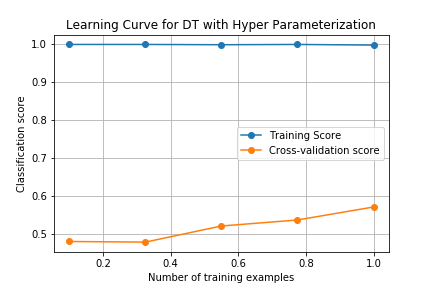 Learning Curve for DT with Hyper Parameterization
Classification score
1.0
0.9
0.8
0.7
0.6
0.5
Training Score
Cross-validation score
0.2
0.4
0.6
0.8
1.0
Number of training examples